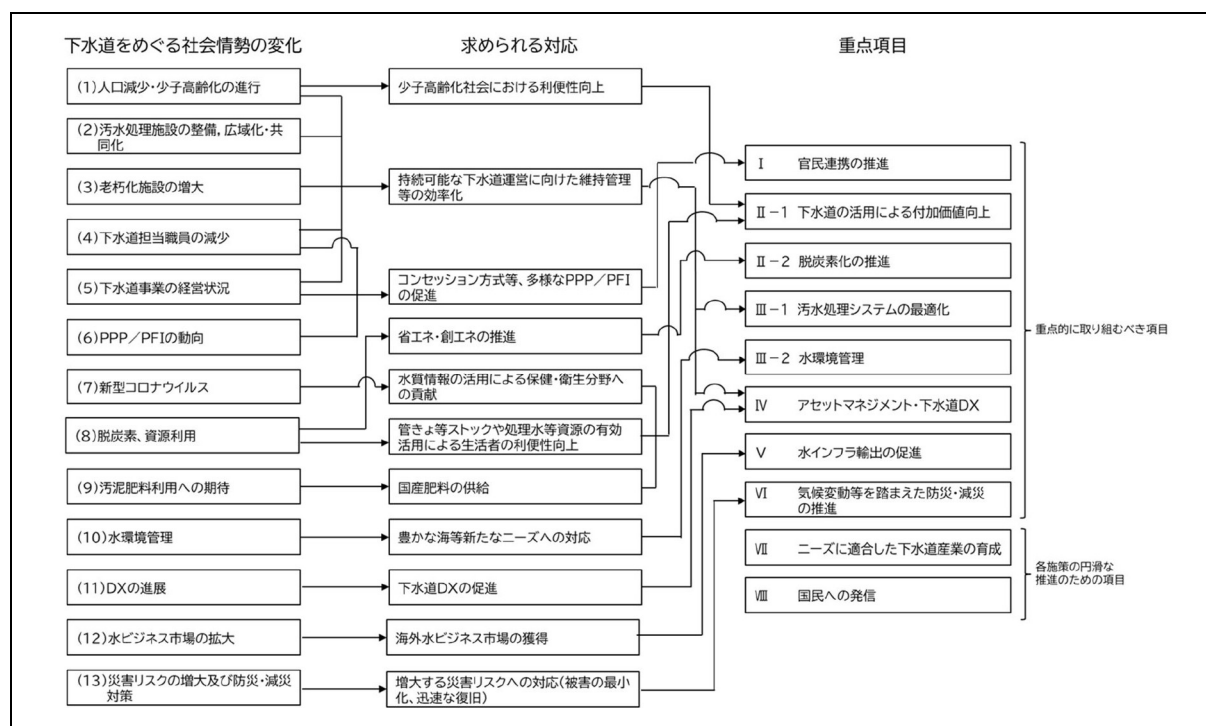 下水道をめぐる社会情勢の変化
求められる対応
重点項目
(1)人口減少・少子高齢化の進行
(2)汚水処理施設の整備,広域化・共
同化
(3)老朽化施設の増大
(4)下水道担当職員の減少
(5)下水道事業の経営状況
(6)PPP/PFIの動向
(7)新型コロナウイルス
(8)脱炭素、資源利用
(9)汚泥肥料利用への期待
(10)水環境管理
(11)DXの進展
(12)水ビジネス市場の拡大
(13)災害リスクの増大及び防災・減災
対策
少子高齢化社会における利便性向上
持続可能な下水道運営に向けた維持管理
等の効率化
コンセッション方式等、多様なPPP/PFI
の促進
省エネ・創エネの推進
水質情報の活用による保健・衛生分野へ
の貢献
管きょ等ストックや処理水等資源の有効
活用による生活者の利便性向上
国産肥料の供給
豊かな海等新たなニーズへの対応
下水道DXの促進
海外水ビジネス市場の獲得
増大する災害リスクへの対応(被害の最小
化、迅速な復旧)
Ⅰ 官民連携の推進
Ⅱ-1 下水道の活用による付加価値向上
Ⅱ-2 脱炭素化の推進
Ⅲ-1 汚水処理システムの最適化
Ⅲ-2 水環境管理
Ⅳ アセットマネジメント・下水道DX
Ⅴ 水インフラ輸出の促進
Ⅵ 気候変動等を踏まえた防災・減災
の推進
Ⅶ ニーズに適合した下水道産業の育成
Ⅷ 国民への発信
重点的に取り組むべき項目
各施策の円滑な
推進のための項目